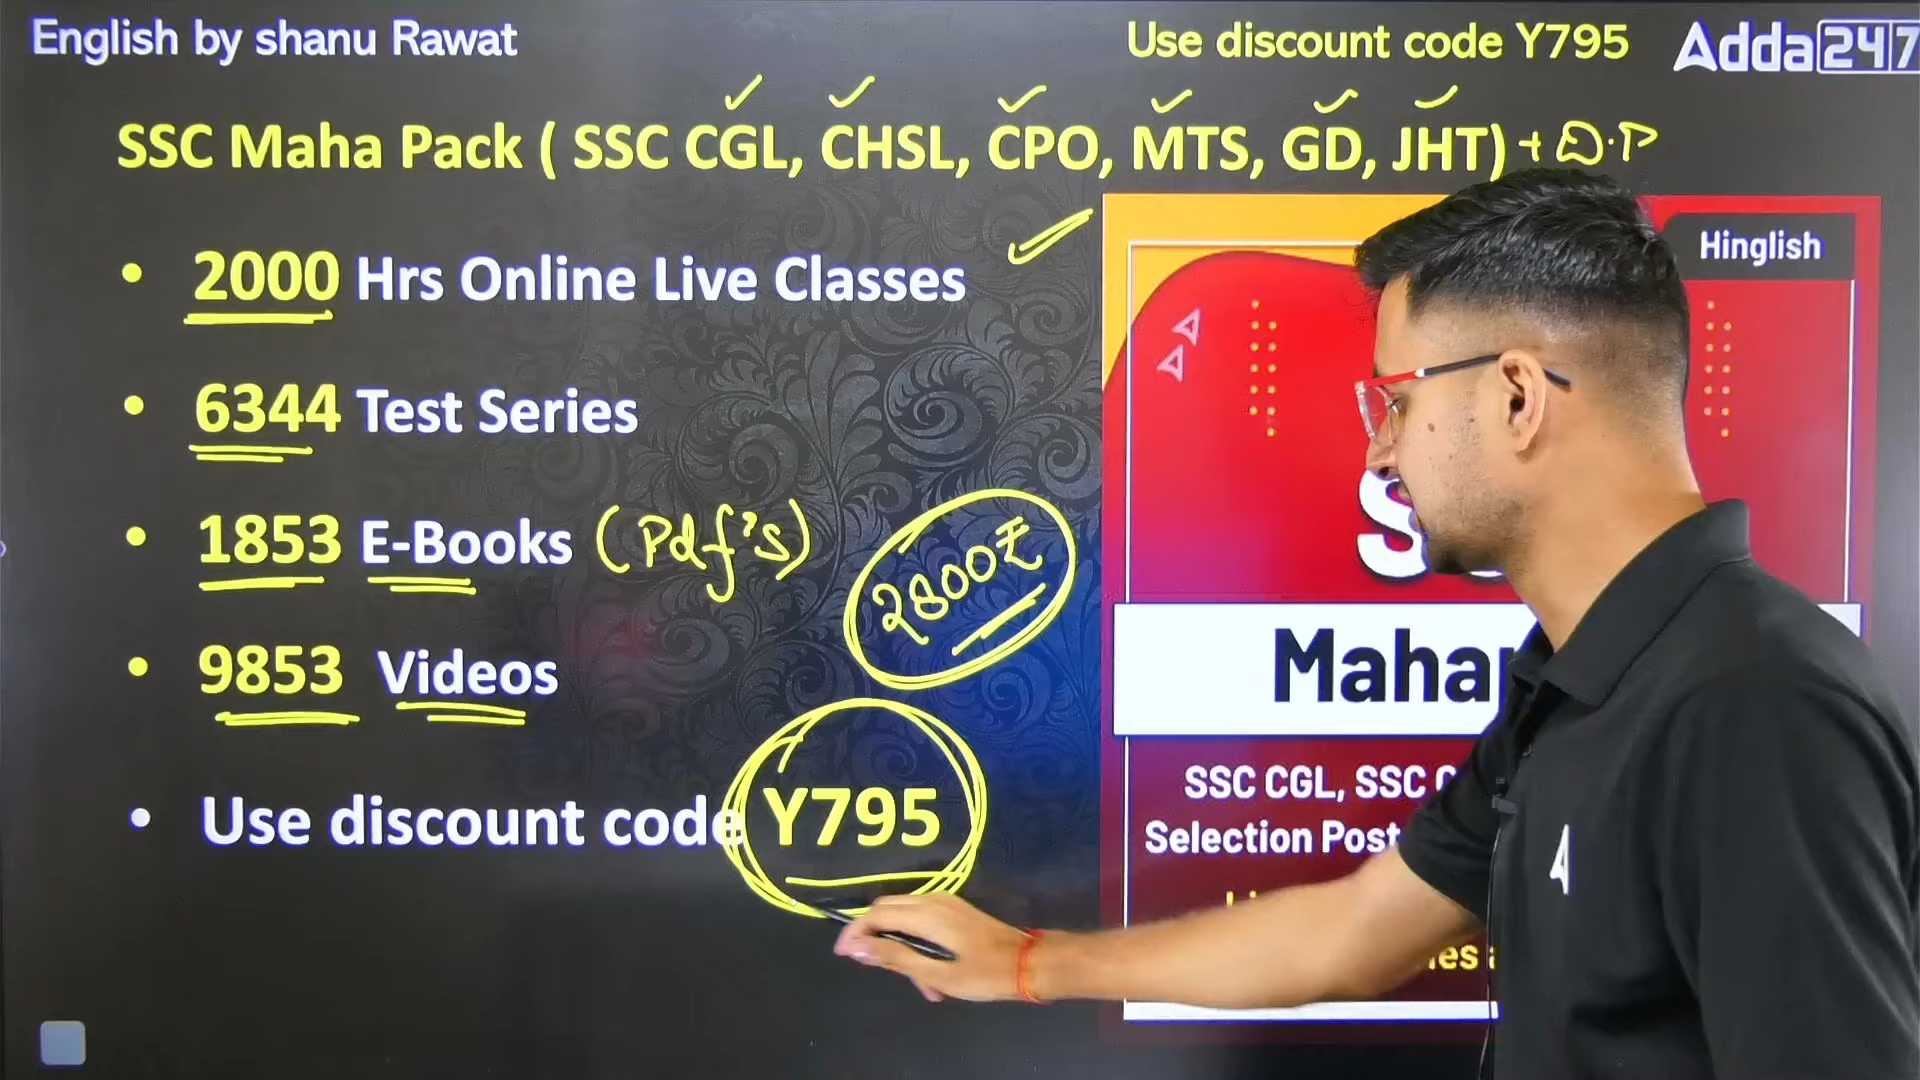 English by shanu Rawat
Use discount code Y795
Adda247
SSC Maha Pack ( SSC CGL, CHSL, CPO, MTS, GD, JHT) + D.P
• 2000 Hrs Online Live Classes
• 6344 Test Series
• 1853 E-Books (Pdf's)
2800₹
• 9853 Videos
• Use discount code Y795
Hinglish
SSC CGL, SSC
Selection Post